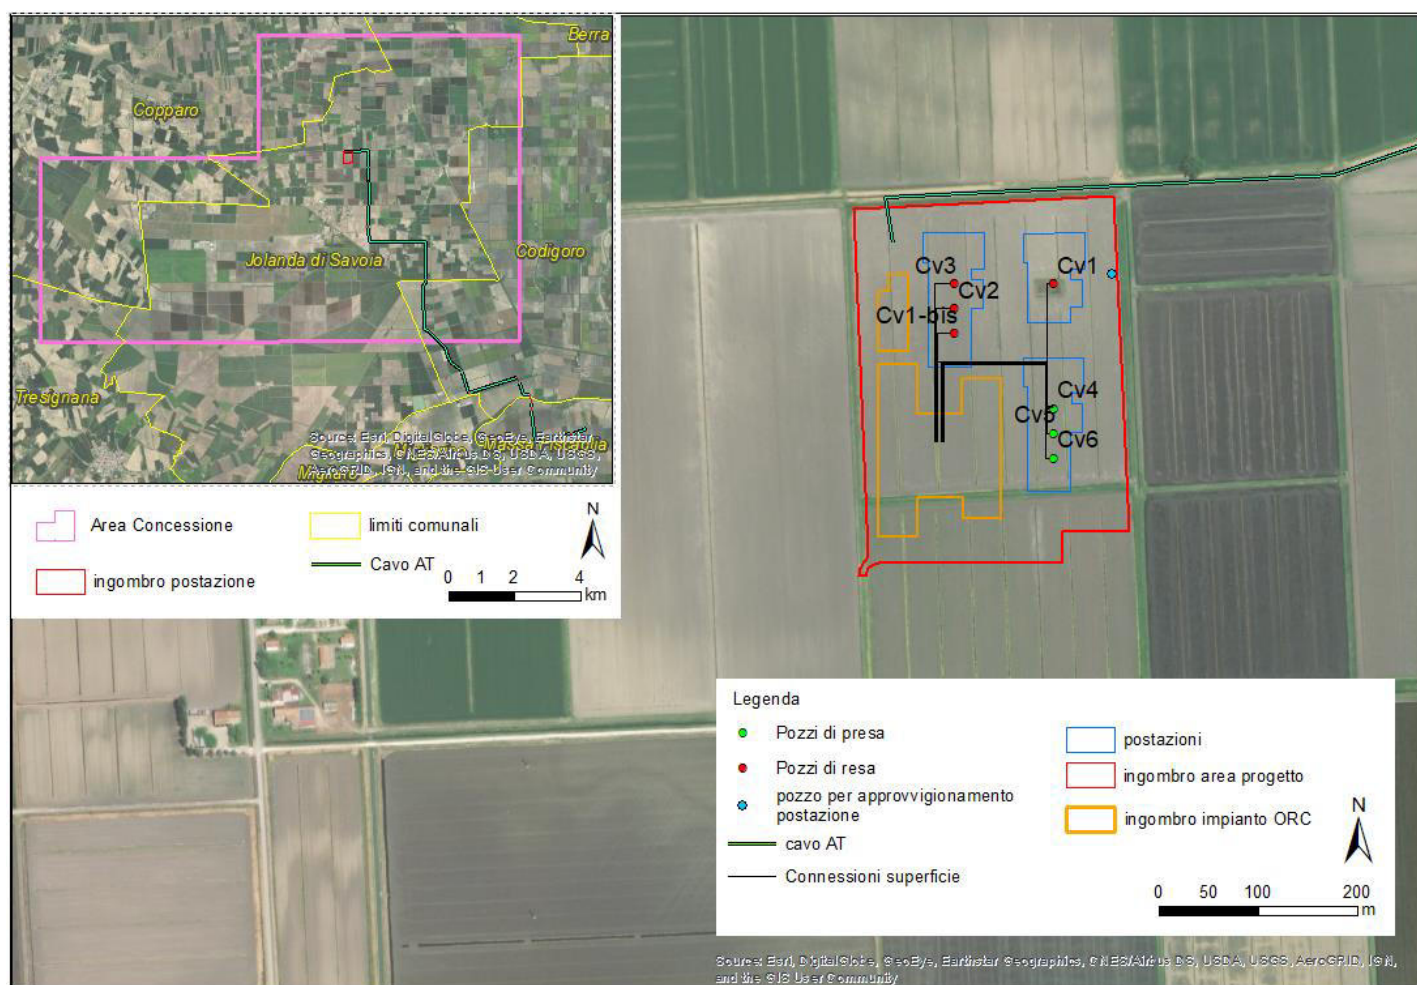 Berra
Copparo
Codigoro
Jolanda di Savoia
Tresignana
Massa Fiscaglia
Source: Esri, DigitalGlobe, GeoEye, Earthstar
Geographics, CNES/Airbus DS, USDA, USGS,
AeroGRID, IGN, and the GIS User Community
Area Concessione
limiti comunali
N
ingombro postazione
Cavo AT
0 1 2 4
km
Cv3
Cv1
Cv2
Cv1-bis
Cv4
Cv5
Cv6
Legenda
Pozzi di presa
Pozzi di resa
pozzo per approvvigionamento
postazione
cavo AT
Connessioni superficie
postazioni
ingombro area progetto
ingombro impianto ORC
N
0 50 100 200
m
Source: Esri, DigitalGlobe, GeoEye, Earthstar Geographics, CNES/Airbus DS, USDA, USGS, AeroGRID, IGN,
and the GIS User Community